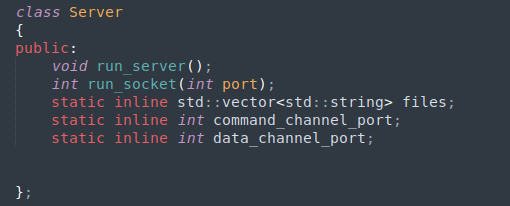 class Server
{
public:
    void run_server();
    int run_socket(int port);
    static inline std::vector<std::string> files;
    static inline int command_channel_port;
    static inline int data_channel_port;
};